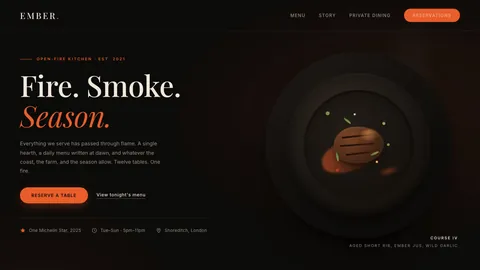 EMBER.
MENU
STORY
PRIVATE DINING
RESERVATIONS
OPEN-FIRE KITCHEN · EST. 2021
Fire. Smoke.
Season.
Everything we serve has passed through flame. A single
hearth, a daily menu written at dawn, and whatever the
coast, the farm, and the season allow. Twelve tables. One
fire.
RESERVE A TABLE
View tonight's menu
One Michelin Star, 2025
Tue–Sun · 5pm–11pm
Shoreditch, London
COURSE IV
AGED SHORT RIB, EMBER JUS, WILD GARLIC